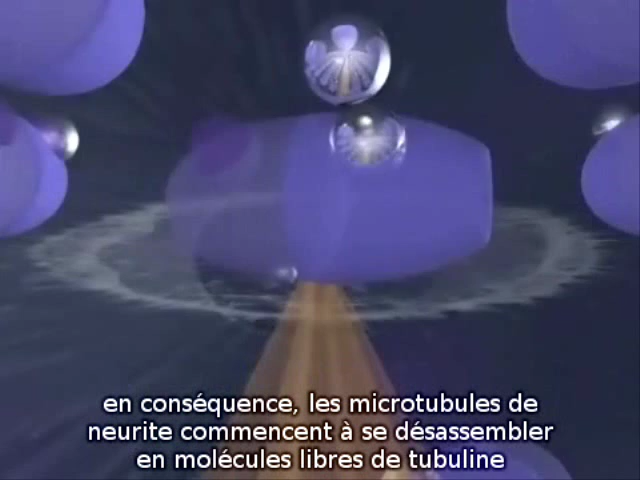 en conséquence, les microtubules de
neurite commencent à se désassembler
en molécules libres de tubuline